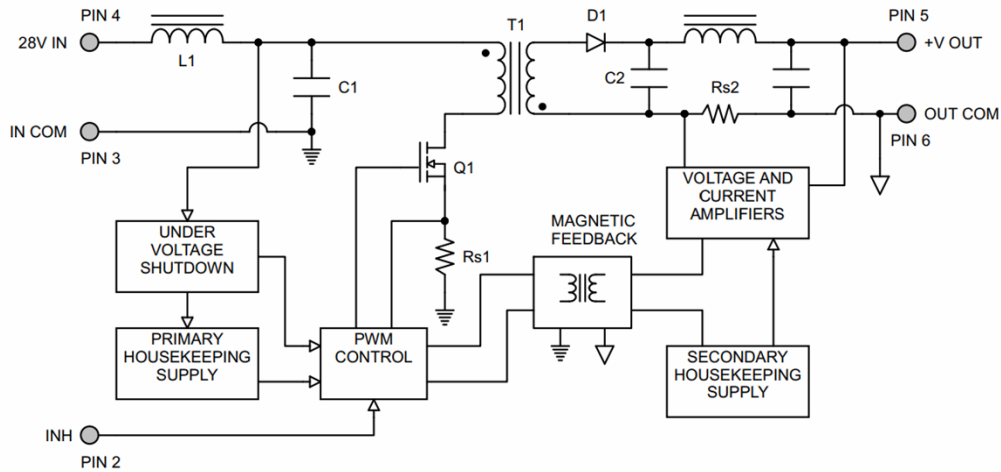 PIN 4
28V IN
L1
C1
T1
D1
C2
Rs2
PIN 5
+V OUT
OUT COM
PIN 6
IN COM
PIN 3
Q1
Rs1
UNDER
VOLTAGE
SHUTDOWN
PRIMARY
HOUSEKEEPING
SUPPLY
PWM
CONTROL
MAGNETIC
FEEDBACK
VOLTAGE AND
CURRENT
AMPLIFIERS
SECONDARY
HOUSEKEEPING
SUPPLY
INH
PIN 2